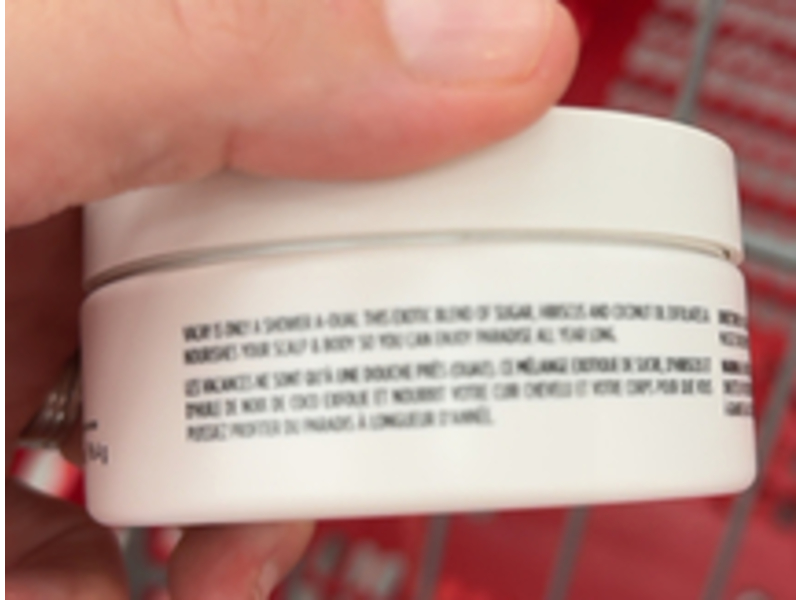 VACAY IS ONLY A SHOWER A-WAY. THIS EXOTIC BLEND OF SUGAR, HIBISCUS AND COCONUT OIL EXFOLIATES &
NOURISHES YOUR SCALP & BODY SO YOU CAN ENJOY PARADISE ALL YEAR LONG.
LES VACANCES NE SONT QU'À UNE DOUCHE PRÈS CE MÉLANGE EXOTIQUE DE SUCRE, D'HIBISCUS ET
D'HUILE DE NOIX DE COCO EXFOLIE ET NOURRIT VOTRE CUIR CHEVELU ET VOTRE CORPS POUR QUE VOUS
PUISSIEZ PROFITER DU PARADIS À LONGUEUR D'ANNÉE.